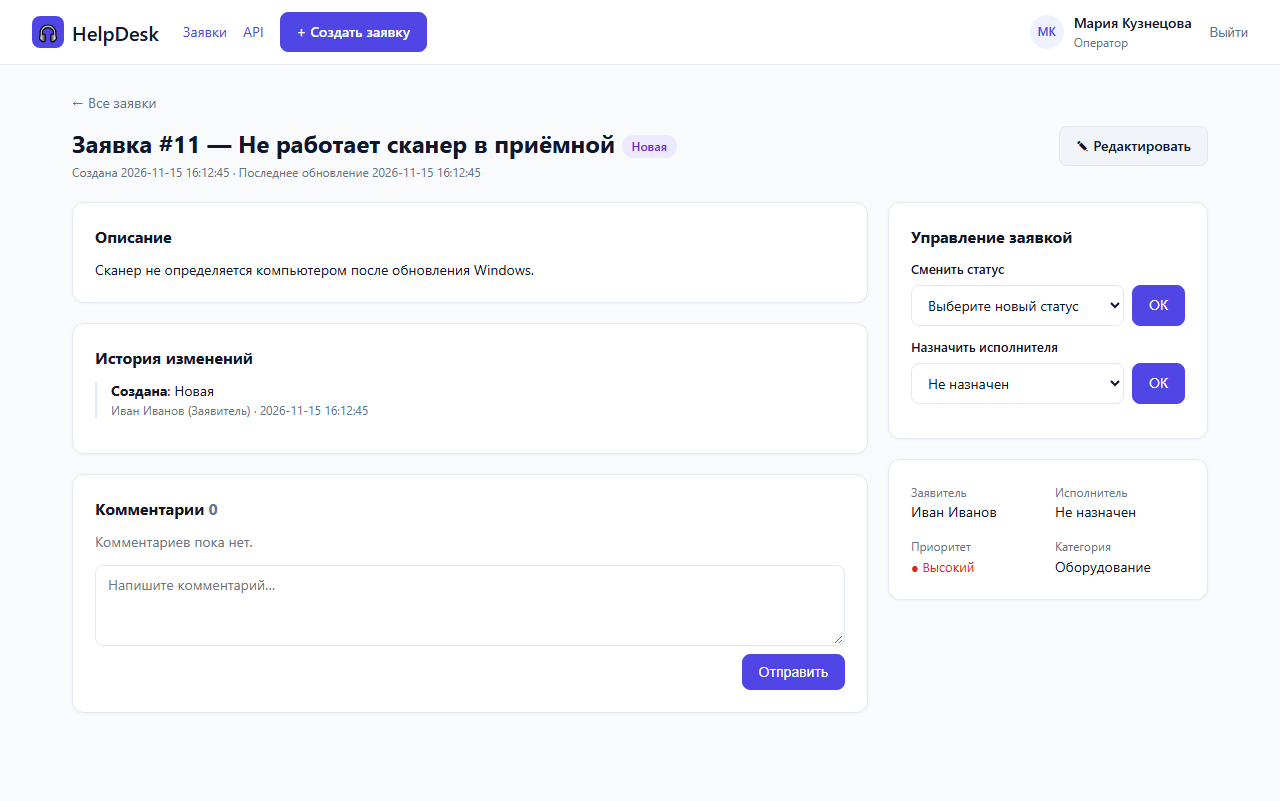 HelpDesk Заявки API + Создать заявку МК Мария Кузнецова Выйти
Оператор
← Все заявки
Заявка #11 — Не работает сканер в приёмной Новая
Редактировать
Создана 2026-11-15 16:12:45 · Последнее обновление 2026-11-15 16:12:45
Описание
Сканер не определяется компьютером после обновления Windows.
История изменений
Создана: Новая
Иван Иванов (Заявитель) · 2026-11-15 16:12:45
Комментарии 0
Комментариев пока нет.
Напишите комментарий...
Отправить
Управление заявкой
Сменить статус
Выберите новый статус ОК
Назначить исполнителя
Не назначен ОК
Заявитель Исполнитель
Иван Иванов Не назначен
Приоритет Категория
● Высокий Оборудование